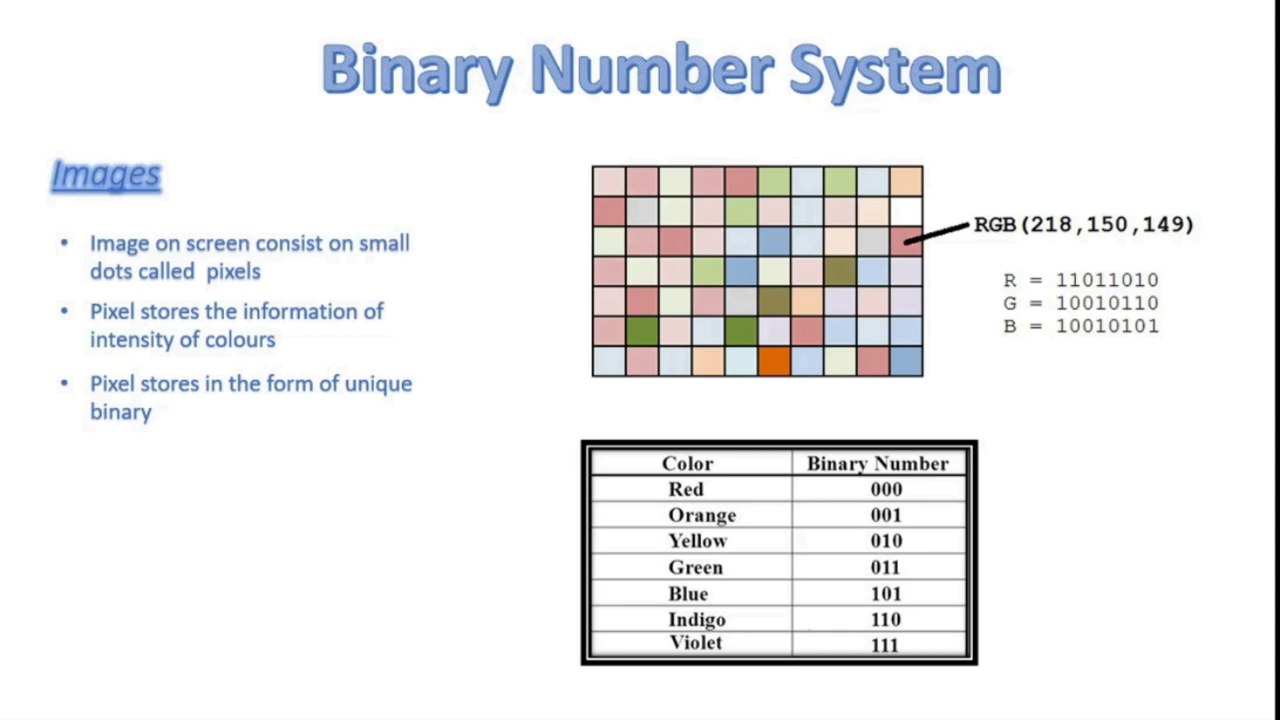 Binary Number System
Images
• Image on screen consist on small
dots called pixels
• Pixel stores the information of
intensity of colours
• Pixel stores in the form of unique
binary
RGB(218,150,149)
R = 11011010
G = 10010110
B = 10010101
Color Binary Number
Red 000
Orange 001
Yellow 010
Green 011
Blue 101
Indigo 110
Violet 111